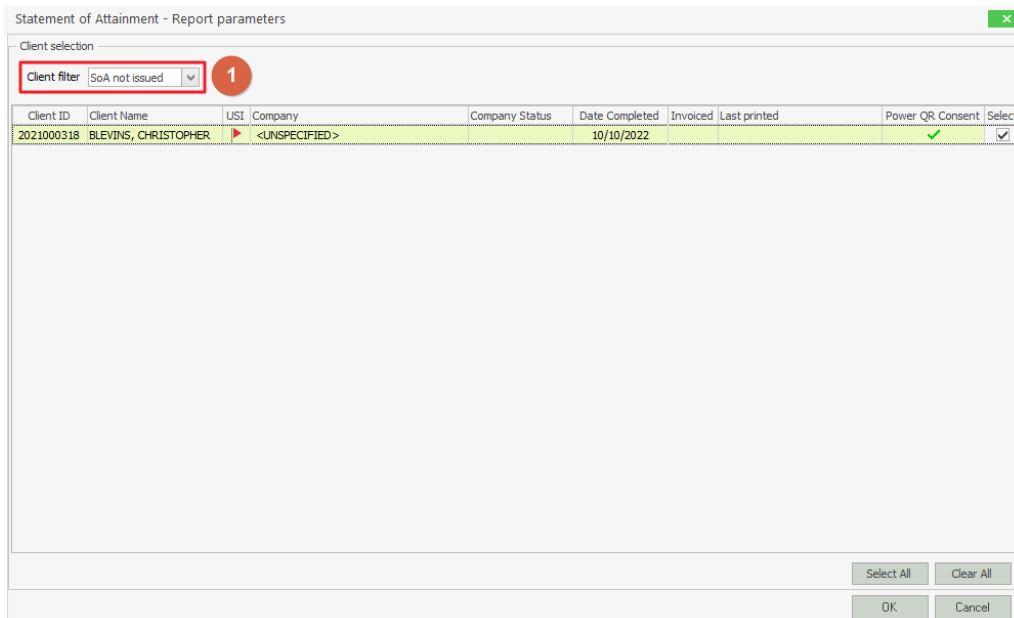 Statement of Attainment - Report parameters
Client selection
Client filter SoA not issued 1
Client ID Client Name USI Company Company Status Date Completed Invoiced Last printed Power QR Consent Selec
2021000318 BLEVINS, CHRISTOPHER <UNSPECIFIED> 10/10/2022
Select All Clear All
OK Cancel